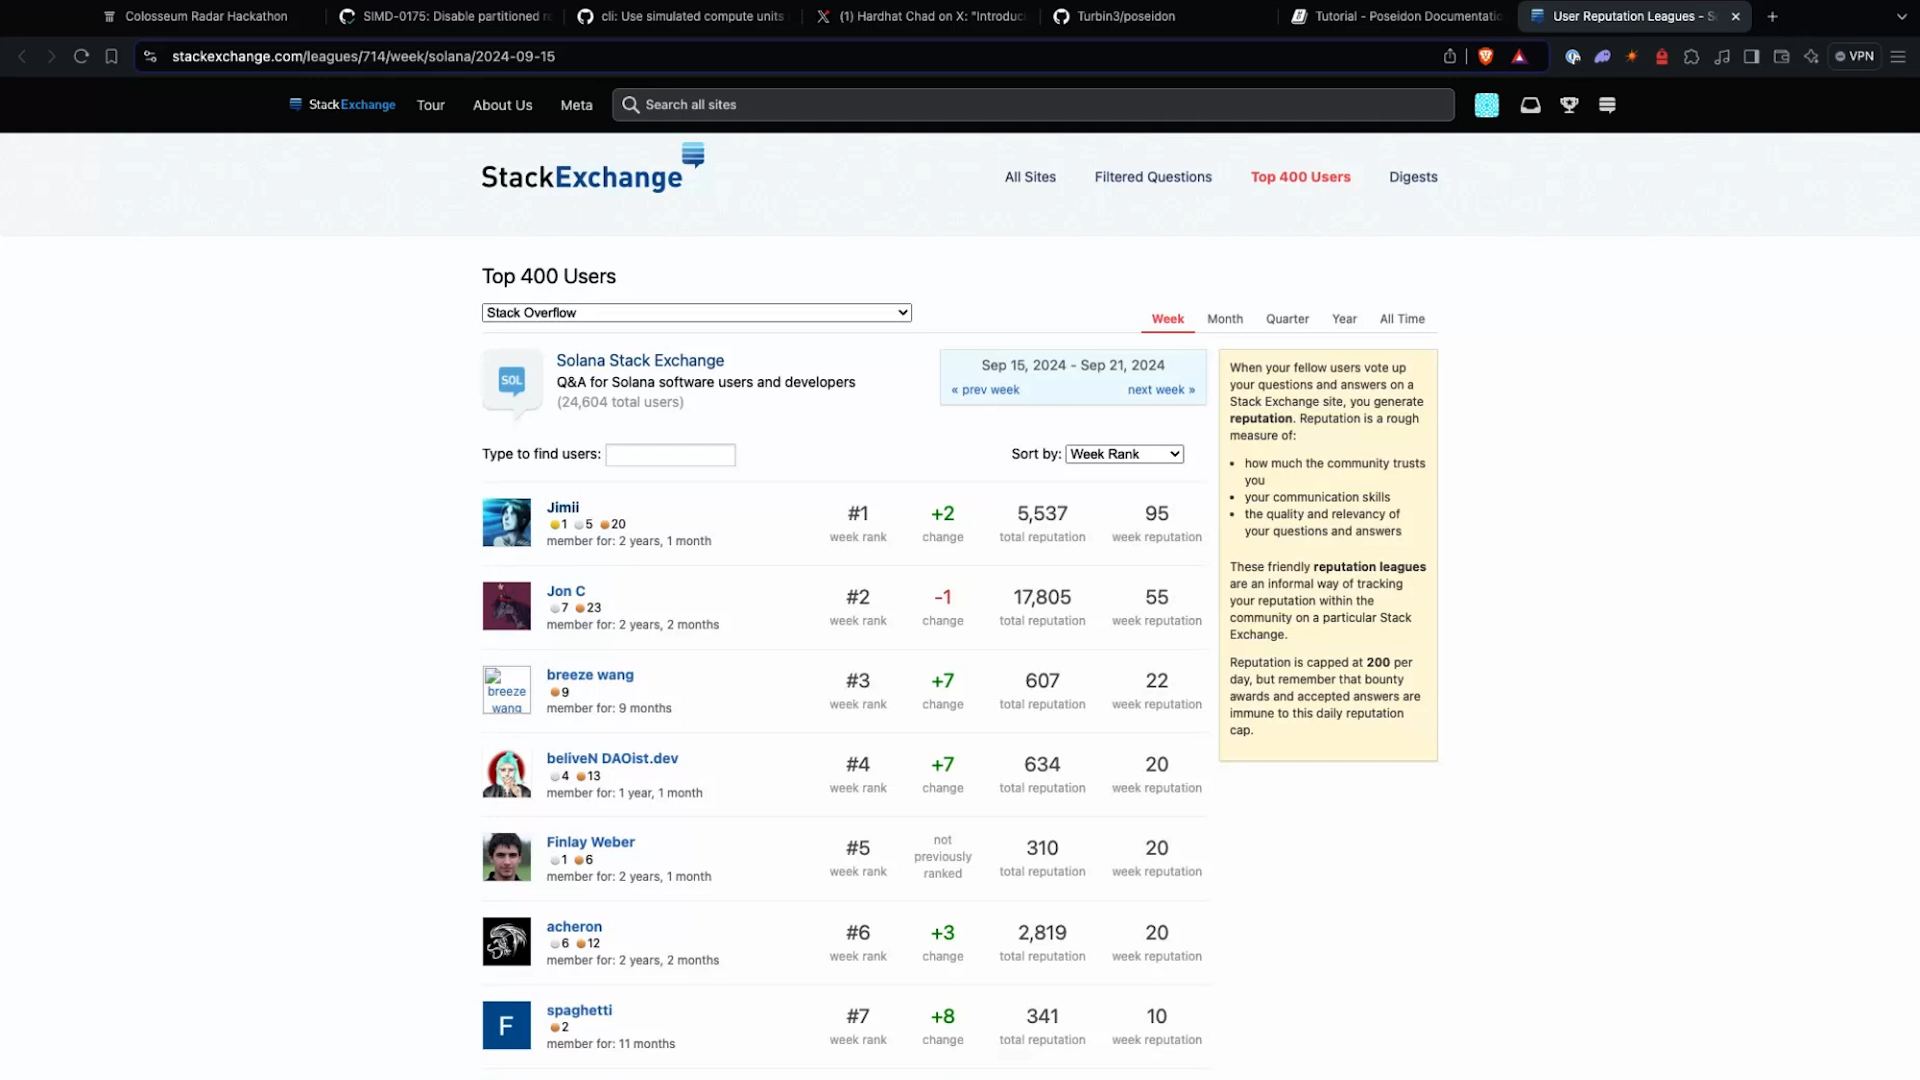 Colosseum Radar Hackathon
SIMD-0175: Disable partitioned r
cli: Use simulated compute units
(1) Hardhat Chad on X: "Introduc
Turbin3/poseidon
Tutorial - Poseidon Documentatio
User Reputation Leagues - S
stackexchange.com/leagues/714/week/solana/2024-09-15
VPN
StackExchange
Tour
About Us
Meta
Search all sites
StackExchange
All Sites
Filtered Questions
Top 400 Users
Digests
Top 400 Users
Stack Overflow
Week
Month
Quarter
Year
All Time
SOL
Solana Stack Exchange
Q&A for Solana software users and developers
(24,604 total users)
Sep 15, 2024 - Sep 21, 2024
« prev week
next week »
Type to find users:
Sort by: Week Rank
Jimii
1 5 20
member for: 2 years, 1 month
#1
week rank
+2
change
5,537
total reputation
95
week reputation
Jon C
7 23
member for: 2 years, 2 months
#2
week rank
-1
change
17,805
total reputation
55
week reputation
breeze
wang
breeze wang
9
member for: 9 months
#3
week rank
+7
change
607
total reputation
22
week reputation
beliveN DAOist.dev
4 13
member for: 1 year, 1 month
#4
week rank
+7
change
634
total reputation
20
week reputation
Finlay Weber
1 6
member for: 2 years, 1 month
#5
week rank
not
previously
ranked
310
total reputation
20
week reputation
acheron
6 12
member for: 2 years, 2 months
#6
week rank
+3
change
2,819
total reputation
20
week reputation
F
spaghetti
2
member for: 11 months
#7
week rank
+8
change
341
total reputation
10
week reputation
When your fellow users vote up
your questions and answers on a
Stack Exchange site, you generate
reputation. Reputation is a rough
measure of:
• how much the community trusts
you
• your communication skills
• the quality and relevancy of
your questions and answers
These friendly reputation leagues
are an informal way of tracking
your reputation within the
community on a particular Stack
Exchange.
Reputation is capped at 200 per
day, but remember that bounty
awards and accepted answers are
immune to this daily reputation
cap.